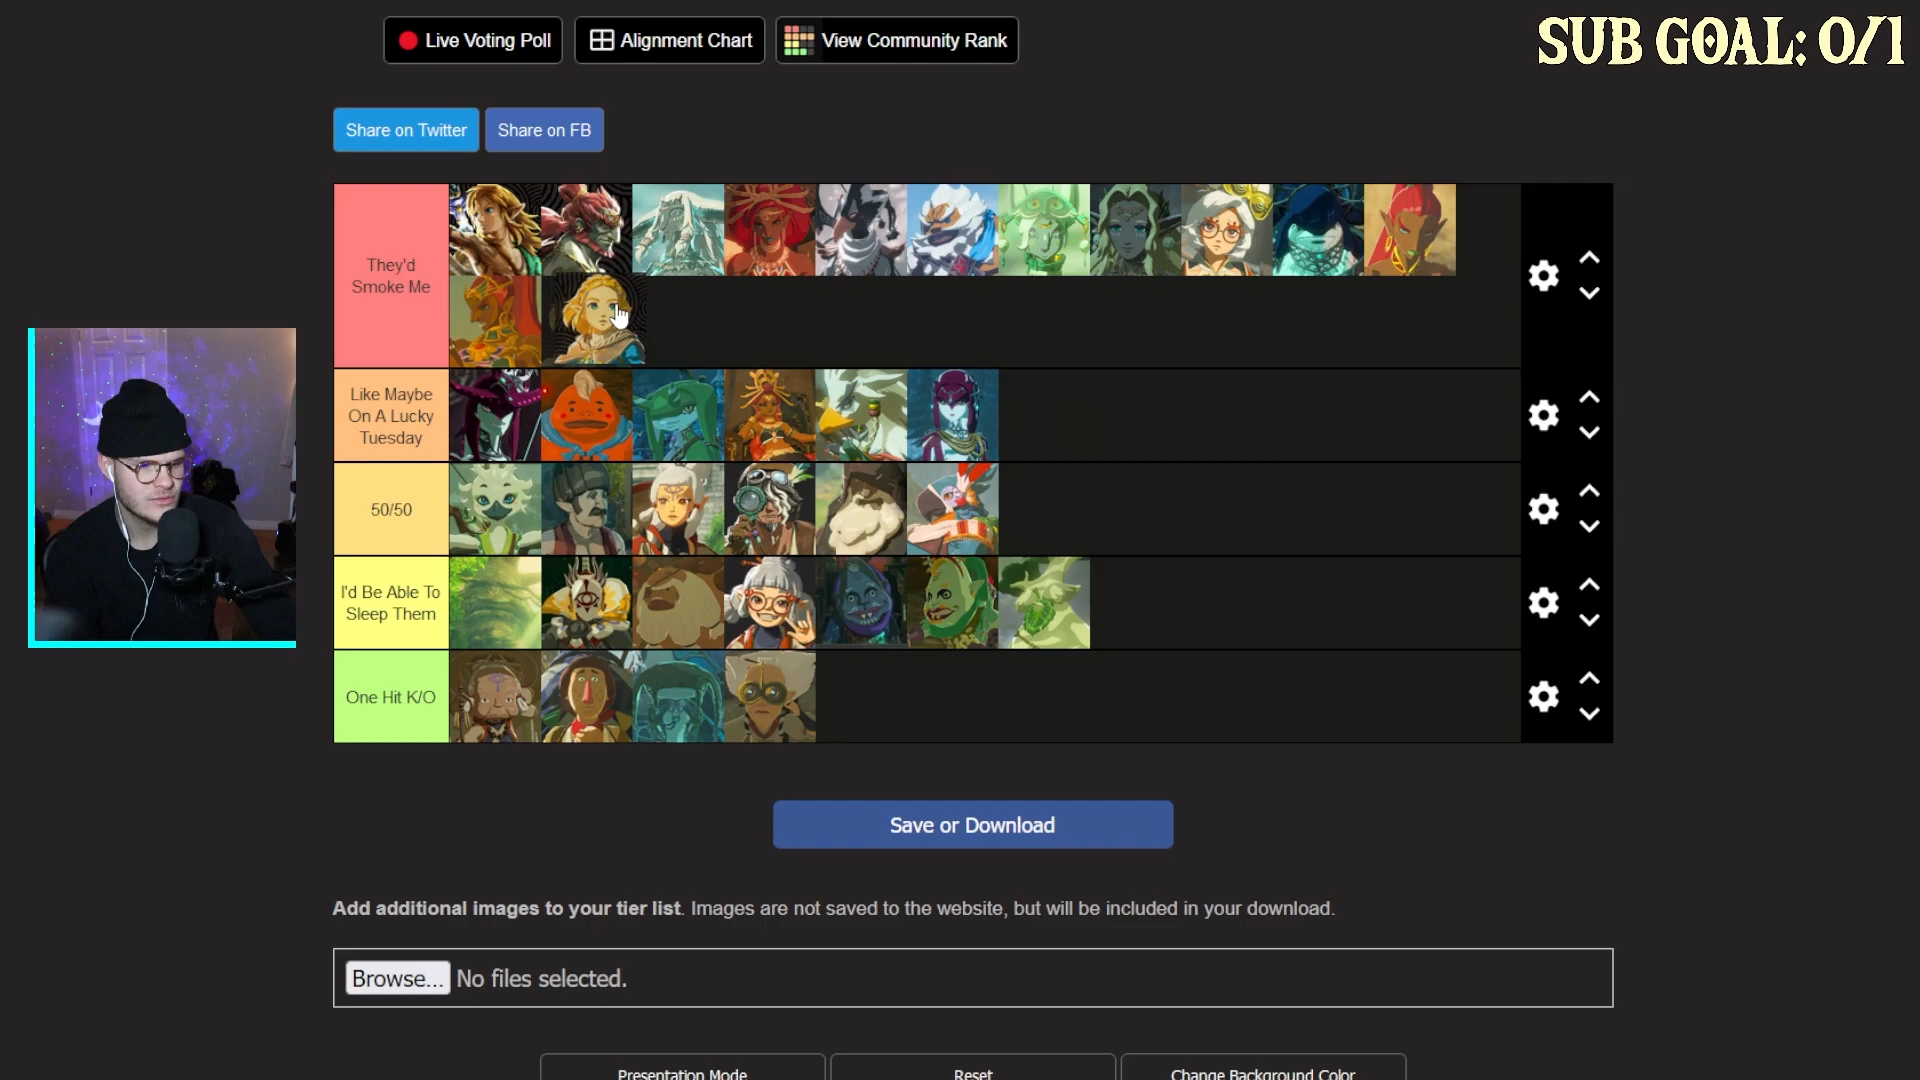 Live Voting Poll
Alignment Chart
View Community Rank
SUB GOAL: 0/1
Share on Twitter
Share on FB
They'd
Smoke Me
Like Maybe
On A Lucky
Tuesday
50/50
I'd Be Able To
Sleep Them
One Hit K/O
Save or Download
Add additional images to your tier list. Images are not saved to the website, but will be included in your download.
Browse... No files selected.
Presentation Mode
Reset
Change Background Color